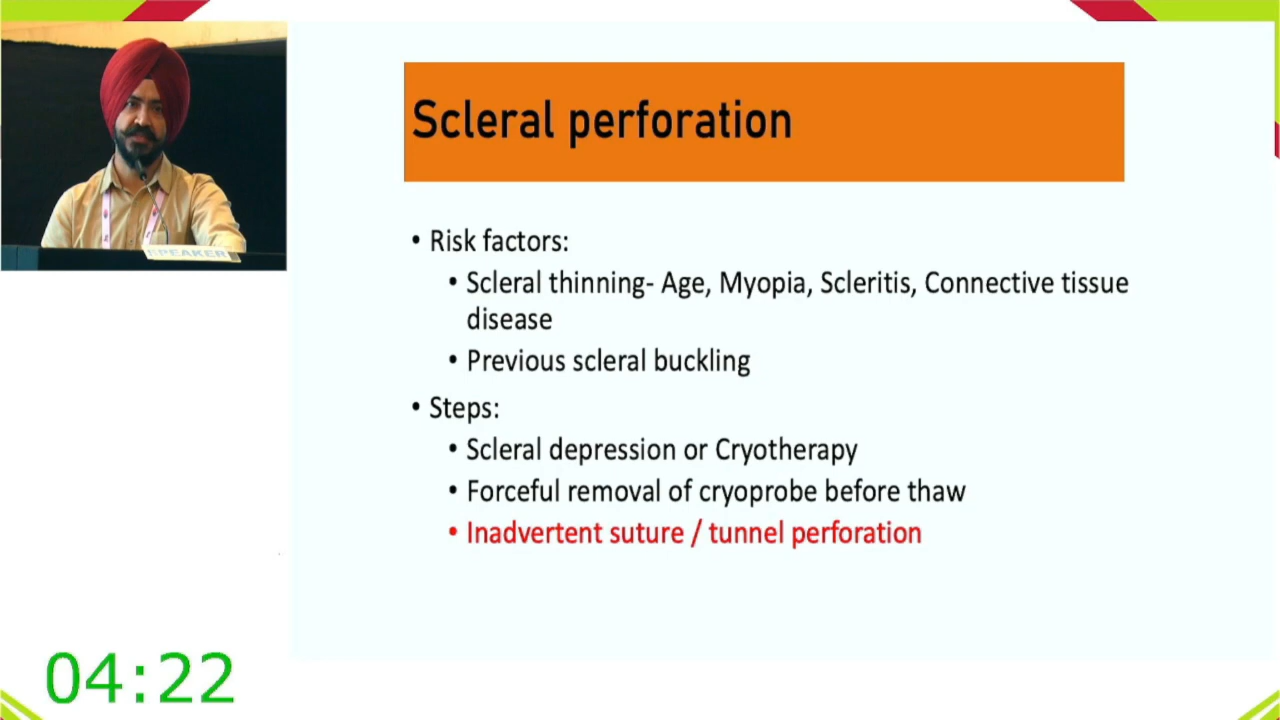 Scleral perforation
SPEAKER
• Risk factors:
• Scleral thinning- Age, Myopia, Scleritis, Connective tissue
disease
• Previous scleral buckling
• Steps:
• Scleral depression or Cryotherapy
• Forceful removal of cryoprobe before thaw
• Inadvertent suture / tunnel perforation
04:22